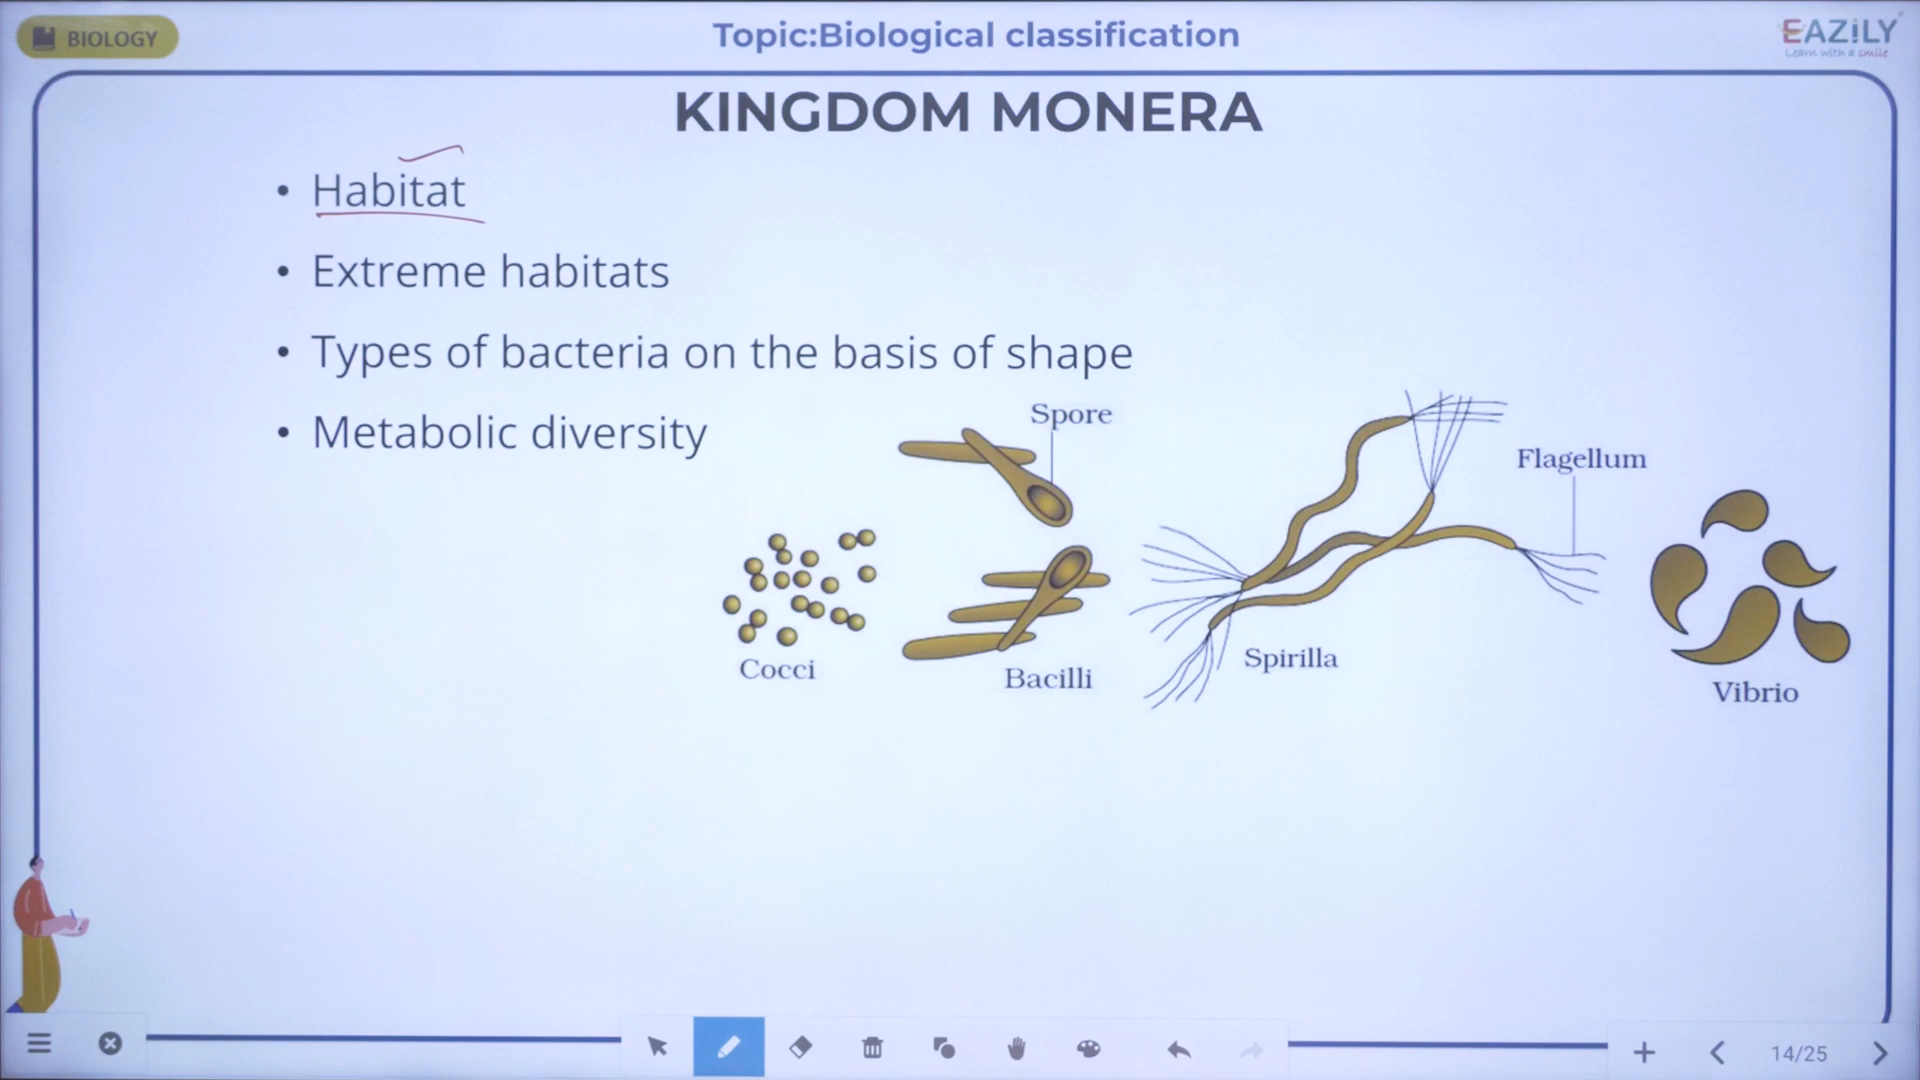 BIOLOGY
Topic:Biological classification
EAZiLY
Learn with a smile
KINGDOM MONERA
• Habitat
• Extreme habitats
• Types of bacteria on the basis of shape
• Metabolic diversity
Spore
Flagellum
Cocci
Bacilli
Spirilla
Vibrio
14/25